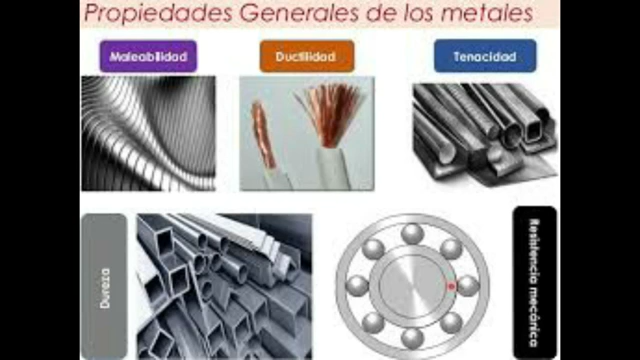 Propiedades Generales de los metales
Maleabilidad
Ductilidad
Tenacidad
Dureza
Resistencia mecánica